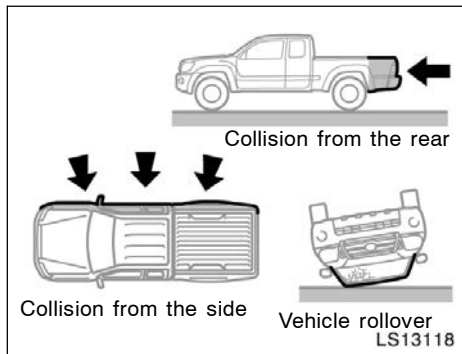 Collision from the rear
Collision from the side
Vehicle rollover
LS13118